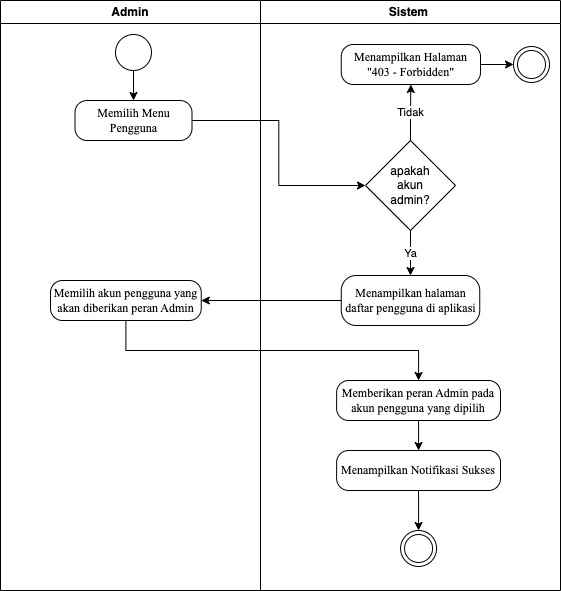 Admin
Sistem
Menampilkan Halaman
"403 - Forbidden"
Memilih Menu
Pengguna
Tidak
apakah
akun
admin?
Ya
Memilih akun pengguna yang
akan diberikan peran Admin
Menampilkan halaman
daftar pengguna di aplikasi
Memberikan peran Admin pada
akun pengguna yang dipilih
Menampilkan Notifikasi Sukses